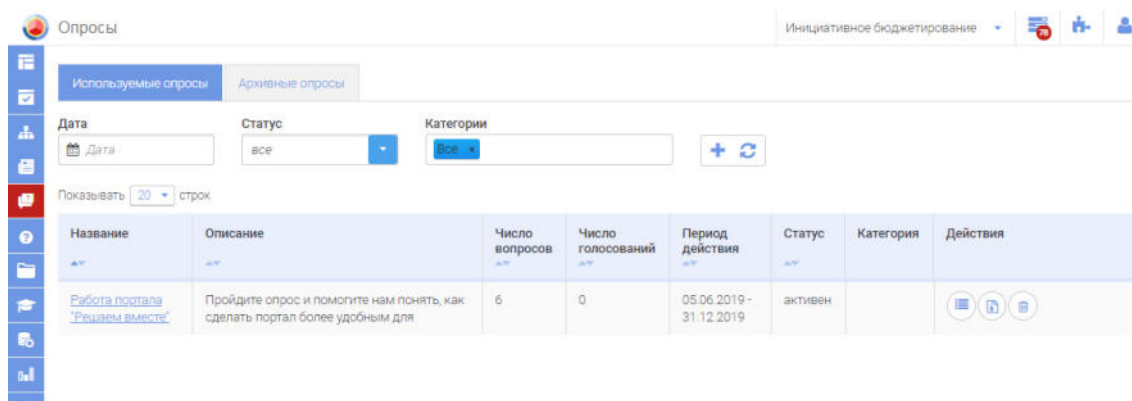 Опросы
Инициативное бюджетирование
78
Используемые опросы
Архивные опросы
Дата
Статус
Категории
Дата
все
Все ×
Показывать 20 строк
Название
Описание
Число вопросов
Число голосований
Период действия
Статус
Категория
Действия
Работа портала
"Решаем вместе"
Пройдите опрос и помогите нам понять, как
сделать портал более удобным для
6
0
05.06.2019 -
31.12.2019
активен